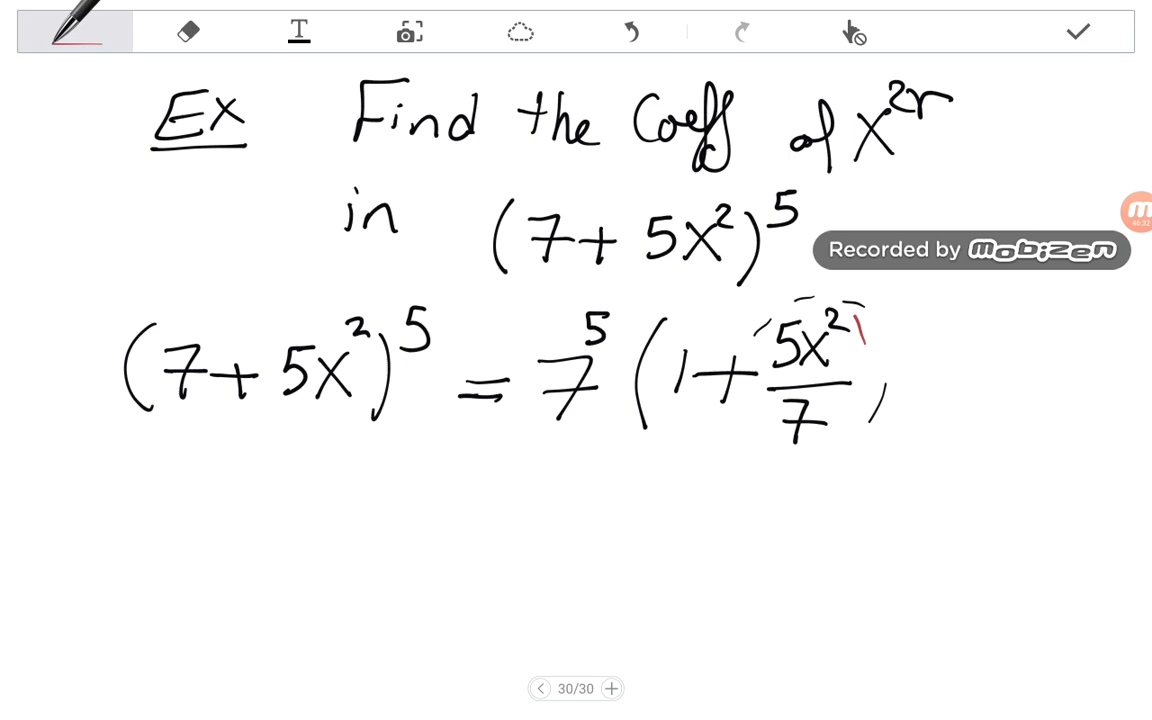 T
Ex Find the Coeff of x^2r
in (7 + 5x^2)^5
Recorded by mobizen
(7 + 5x^2)^5 = 7^5 (1 + 5x^2/7)
30/30